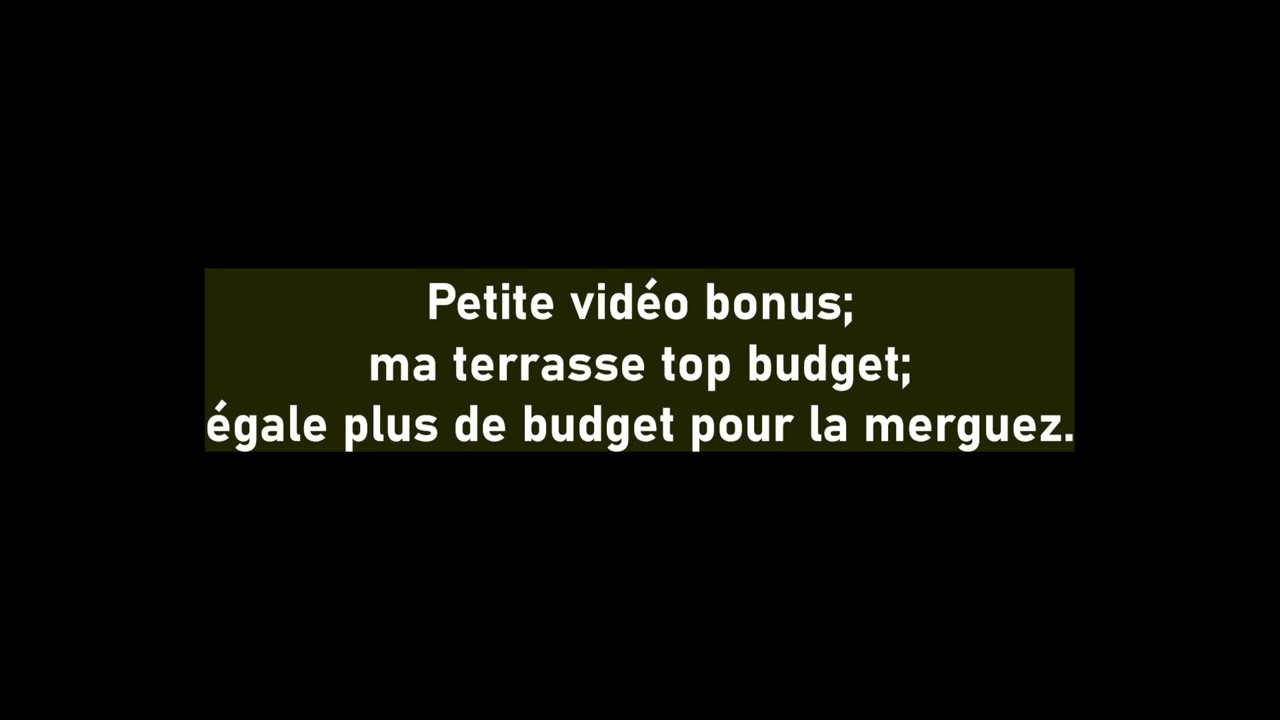 Petite vidéo bonus;
ma terrasse top budget;
égale plus de budget pour la merguez.